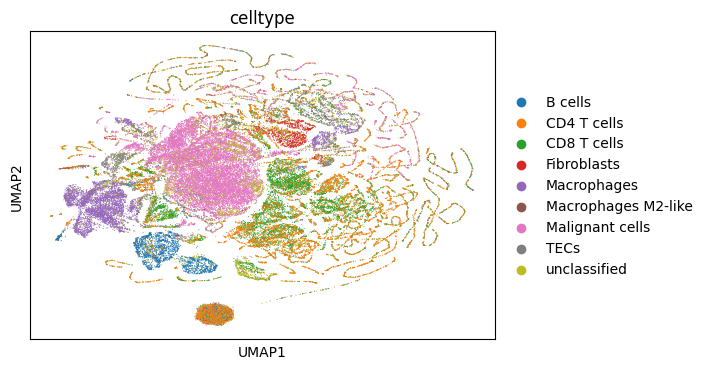 celltype
UMAP2
UMAP1
B cells
CD4 T cells
CD8 T cells
Fibroblasts
Macrophages
Macrophages M2-like
Malignant cells
TECs
unclassified